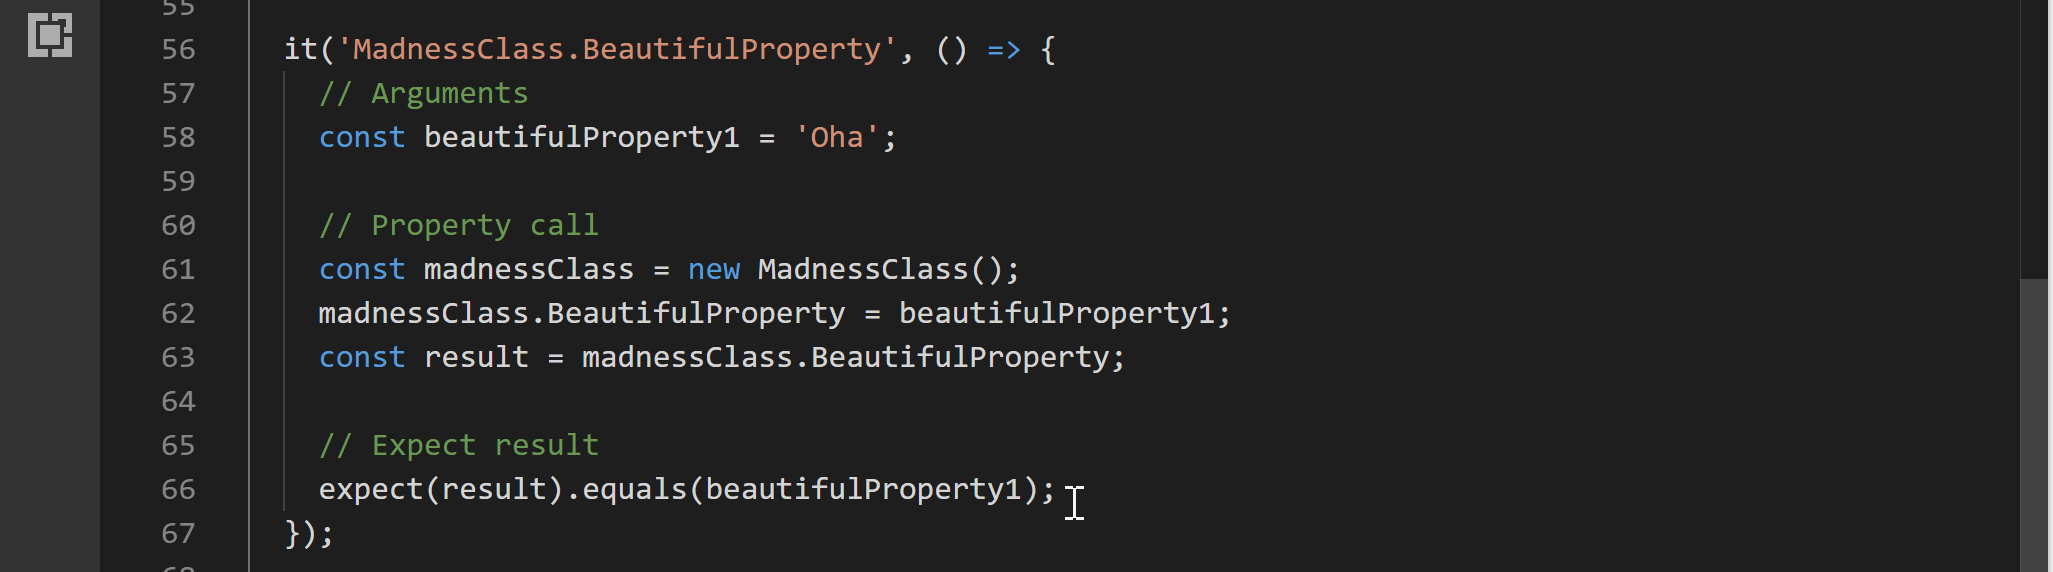 55
56 it('MadnessClass.BeautifulProperty', () => {
57 // Arguments
58 const beautifulProperty1 = 'Oha';
59
60 // Property call
61 const madnessClass = new MadnessClass();
62 madnessClass.BeautifulProperty = beautifulProperty1;
63 const result = madnessClass.BeautifulProperty;
64
65 // Expect result
66 expect(result).equals(beautifulProperty1);
67 });
68